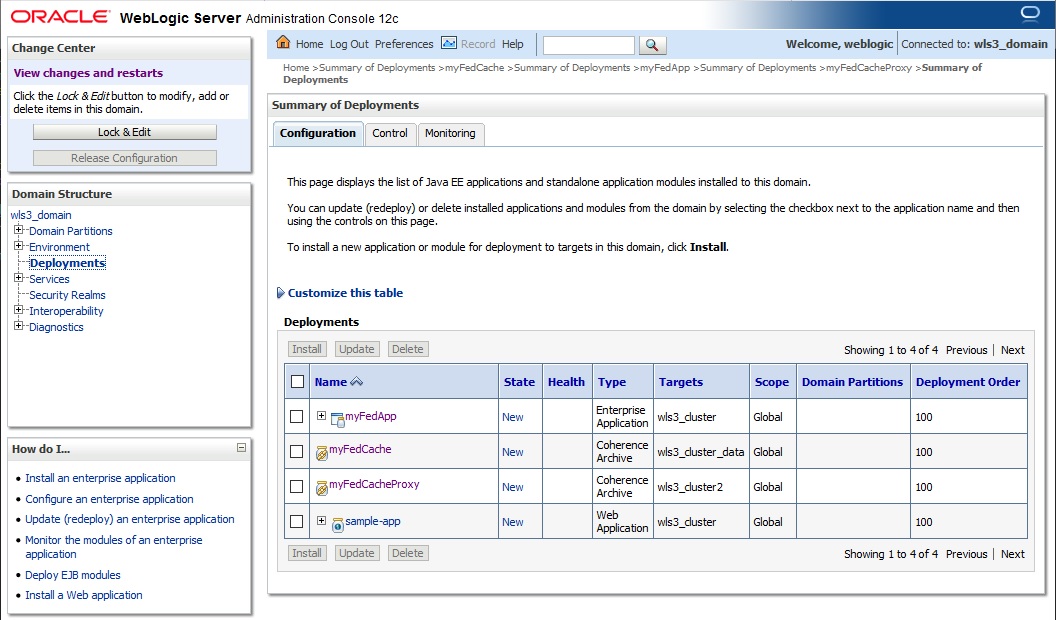 ORACLE® WebLogic Server Administration Console 12c
Change Center
View changes and restarts
Click the Lock & Edit button to modify, add or
delete items in this domain.
Lock & Edit
Release Configuration
Domain Structure
wls3_domain
Domain Partitions
Environment
Deployments
Services
Security Realms
Interoperability
Diagnostics
How do I...
Install an enterprise application
Configure an enterprise application
Update (redeploy) an enterprise application
Monitor the modules of an enterprise
application
Deploy EJB modules
Install a Web application
Home Log Out Preferences Record Help
Welcome, weblogic Connected to: wls3_domain
Home >Summary of Deployments >myFedCache >Summary of Deployments >myFedApp >Summary of Deployments >myFedCacheProxy >Summary of
Deployments
Summary of Deployments
Configuration Control Monitoring
This page displays the list of Java EE applications and standalone application modules installed to this domain.
You can update (redeploy) or delete installed applications and modules from the domain by selecting the checkbox next to the application name and then
using the controls on this page.
To install a new application or module for deployment to targets in this domain, click Install.
Customize this table
Deployments
Install Update Delete Showing 1 to 4 of 4 Previous | Next
Name State Health Type Targets Scope Domain Partitions Deployment Order
myFedApp New Enterprise Application wls3_cluster Global 100
myFedCache New Coherence Archive wls3_cluster_data Global 100
myFedCacheProxy New Coherence Archive wls3_cluster2 Global 100
sample-app New Web Application wls3_cluster Global 100
Install Update Delete Showing 1 to 4 of 4 Previous | Next